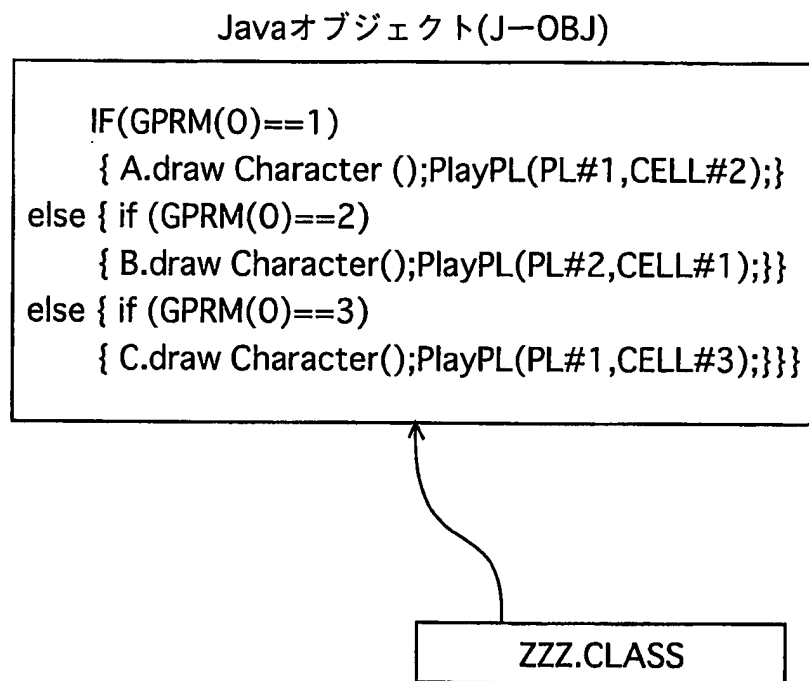 Javaオブジェクト(J－OBJ)
IF(GPRM(0)==1)
{ A.draw Character ();PlayPL(PL#1,CELL#2);}
else { if (GPRM(0)==2)
{ B.draw Character();PlayPL(PL#2,CELL#1);}}
else { if (GPRM(0)==3)
{ C.draw Character();PlayPL(PL#1,CELL#3);}}}
ZZZ.CLASS